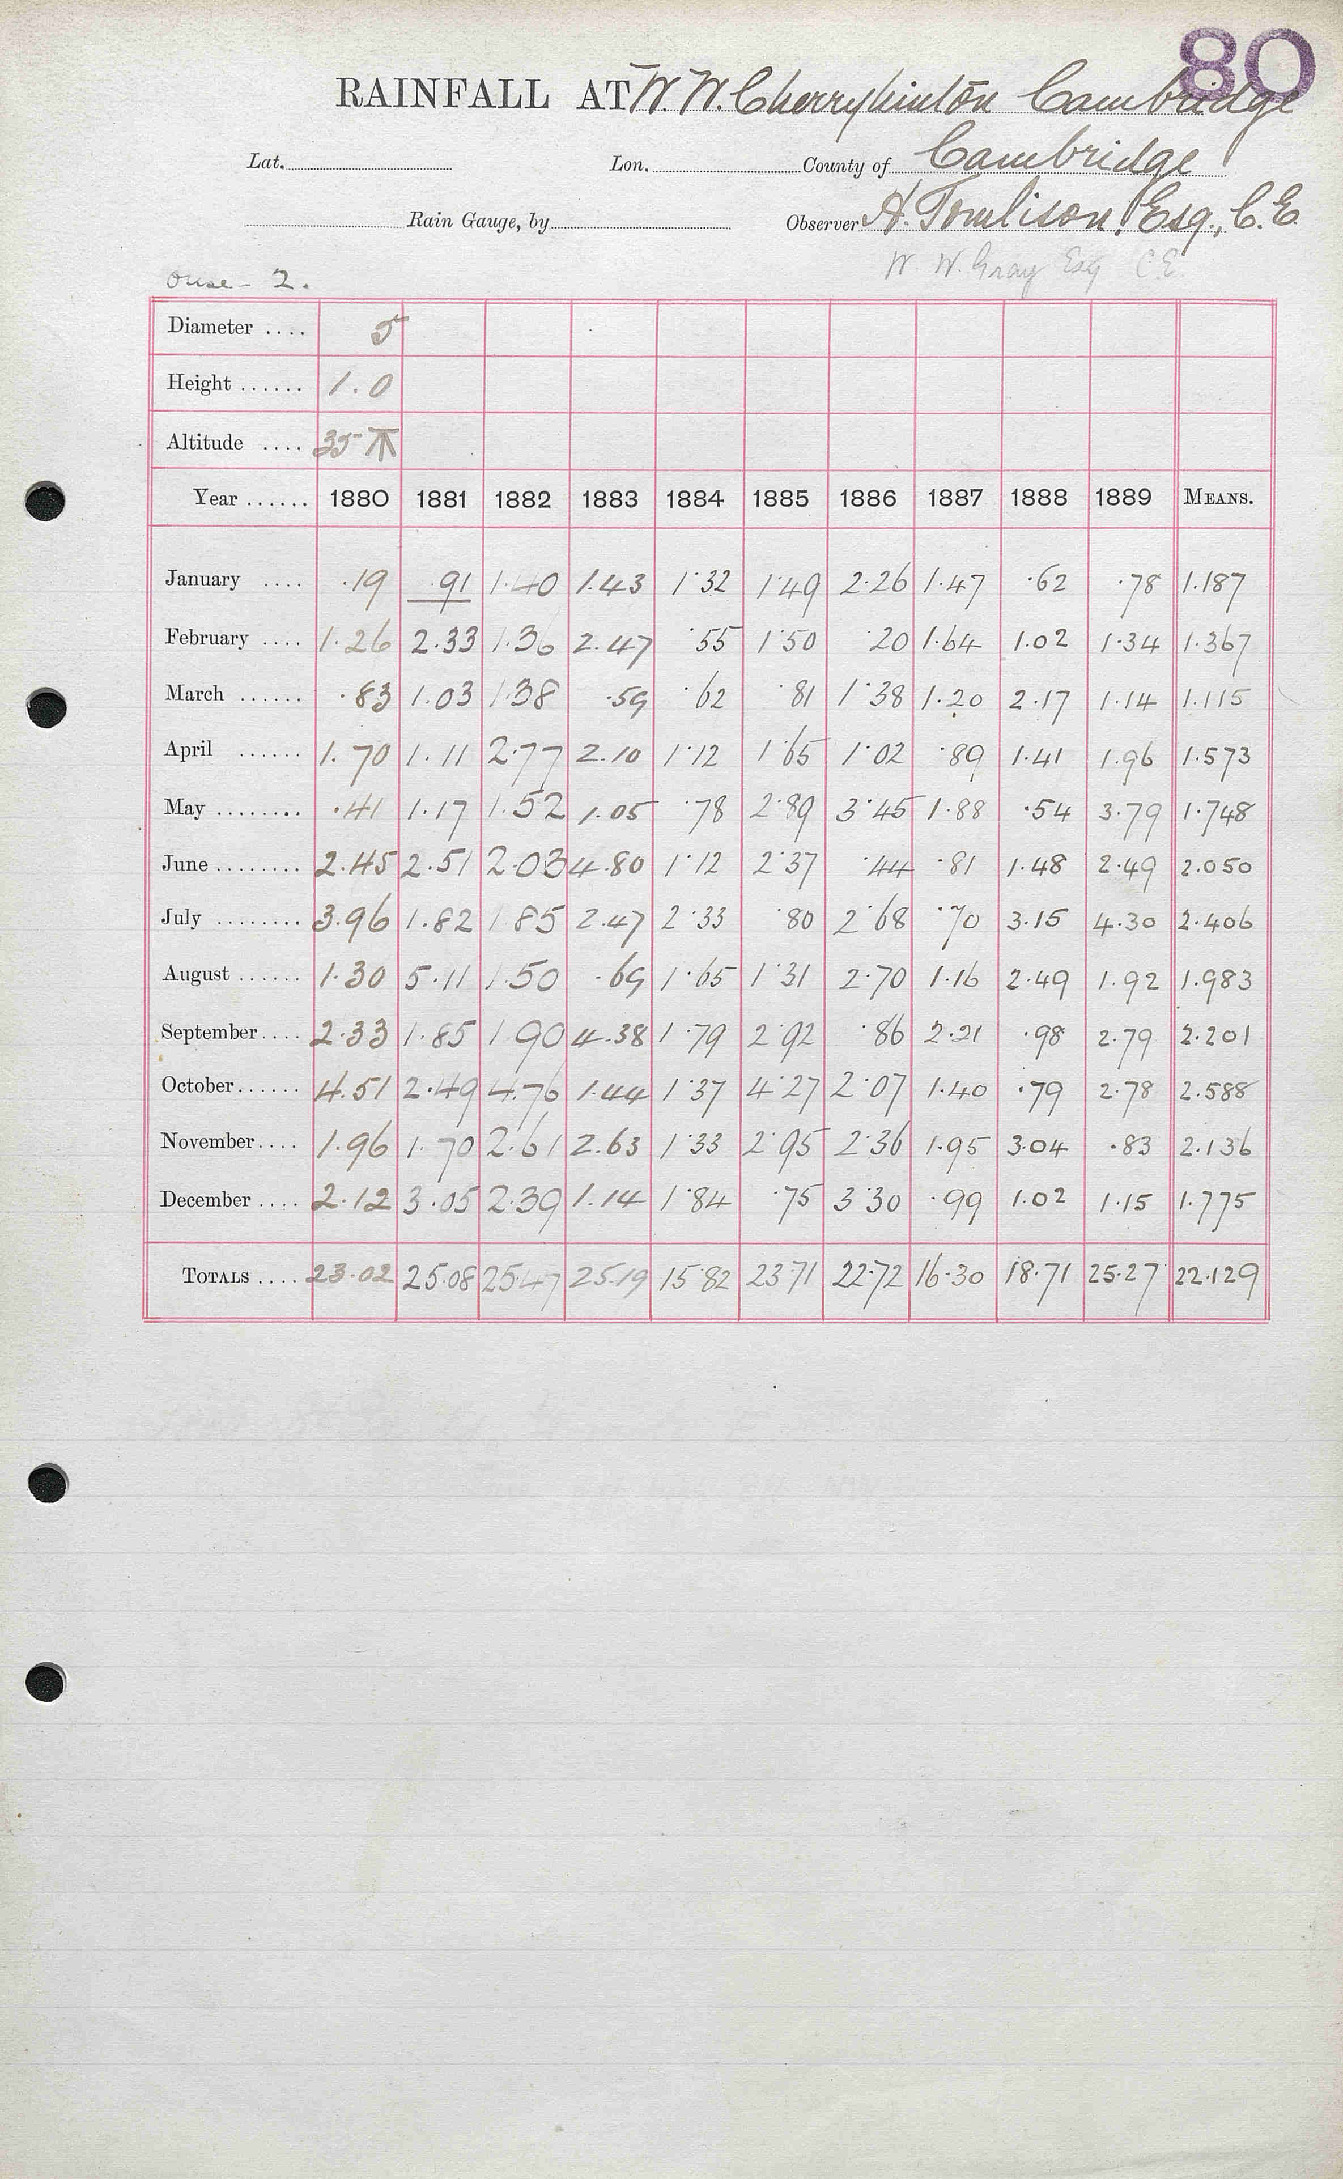 80
RAINFALL AT W. W. Cherryhinton Cambridge
Lat. Lon. County of Cambridge
Rain Gauge, by Observer A. Tomlison, Esq., C.E.
W. W. Gray Esq C.E.
Ouse - 2.
Diameter .... 5
Height ...... 1.0
Altitude .... 35
Year ...... 1880 1881 1882 1883 1884 1885 1886 1887 1888 1889 MEANS.
January .... .19 .91 1.40 1.43 1.32 1.49 2.26 1.47 .62 .78 1.187
February .... 1.26 2.33 1.36 2.47 .55 1.50 .20 1.64 1.02 1.34 1.367
March ...... .83 1.03 1.38 .59 .62 .81 1.38 1.20 2.17 1.14 1.115
April ...... 1.70 1.11 2.77 2.10 1.12 1.65 1.02 .89 1.41 1.96 1.573
May ........ .41 1.17 1.52 1.05 .78 2.89 3.45 1.88 .54 3.79 1.748
June ........ 2.45 2.51 2.03 4.80 1.12 2.37 .44 .81 1.48 2.49 2.050
July ........ 3.96 1.82 1.85 2.47 2.33 .80 2.68 .70 3.15 4.30 2.406
August ...... 1.30 5.11 1.50 .69 1.65 1.31 2.70 1.16 2.49 1.92 1.983
September .... 2.33 1.85 1.90 4.38 1.79 2.92 .86 2.21 .98 2.79 2.201
October ...... 4.51 2.49 4.76 1.44 1.37 4.27 2.07 1.40 .79 2.78 2.588
November .... 1.96 1.70 2.61 2.63 1.33 2.95 2.36 1.95 3.04 .83 2.136
December .... 2.12 3.05 2.39 1.14 1.84 .75 3.30 .99 1.02 1.15 1.775
TOTALS .... 23.02 25.08 25.47 25.19 15.82 23.71 22.72 16.30 18.71 25.27 22.129